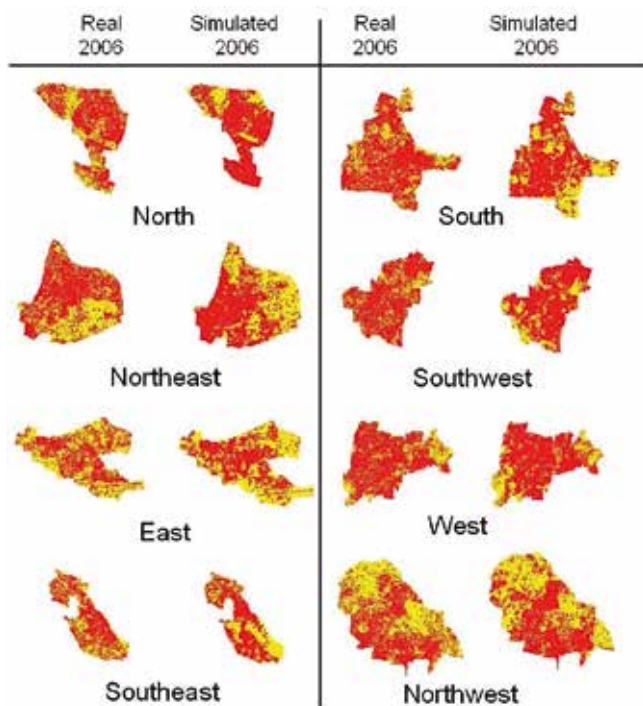 Real Simulated Real Simulated
2006 2006 2006 2006
North South
Northeast Southwest
East West
Southeast Northwest